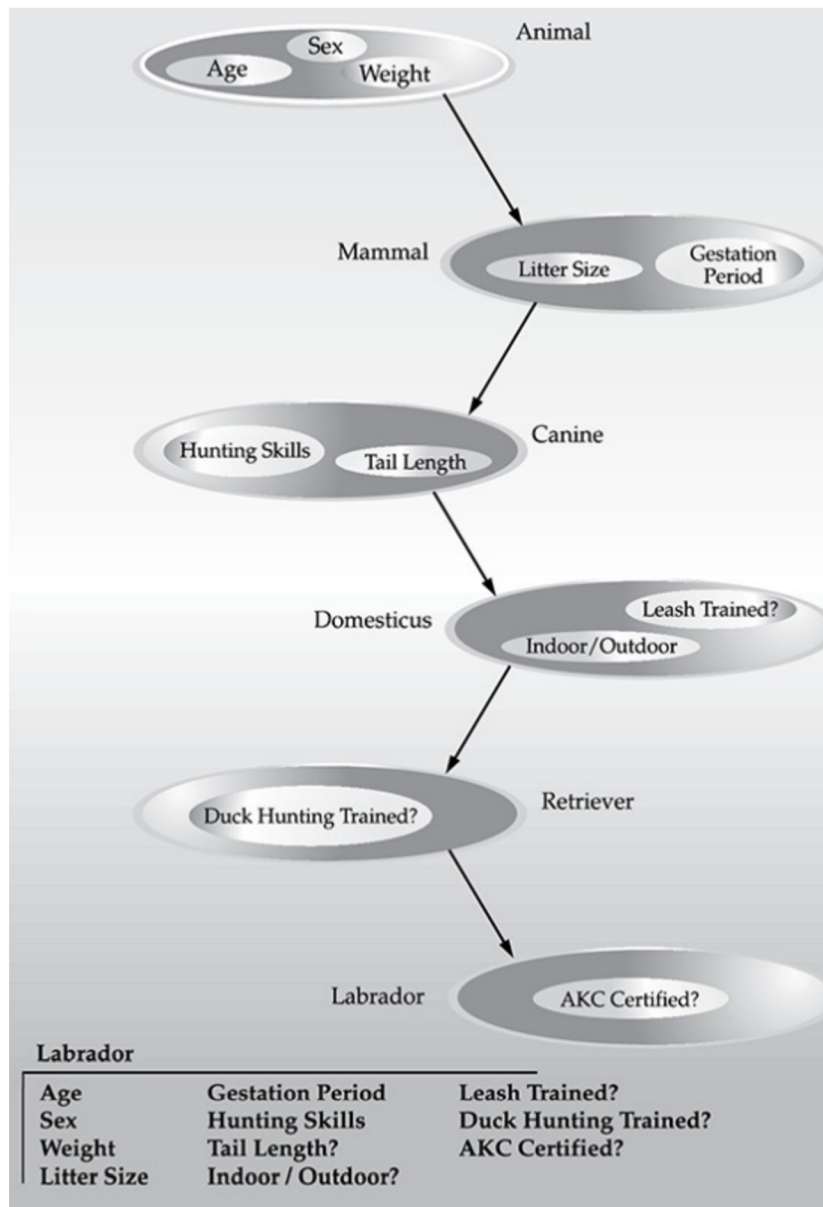 Animal
Sex
Age
Weight
Mammal
Litter Size
Gestation
Period
Canine
Hunting Skills
Tail Length
Domesticus
Leash Trained?
Indoor/Outdoor
Retriever
Duck Hunting Trained?
Labrador
AKC Certified?
Labrador
Age Gestation Period Leash Trained?
Sex Hunting Skills Duck Hunting Trained?
Weight Tail Length? AKC Certified?
Litter Size Indoor / Outdoor?